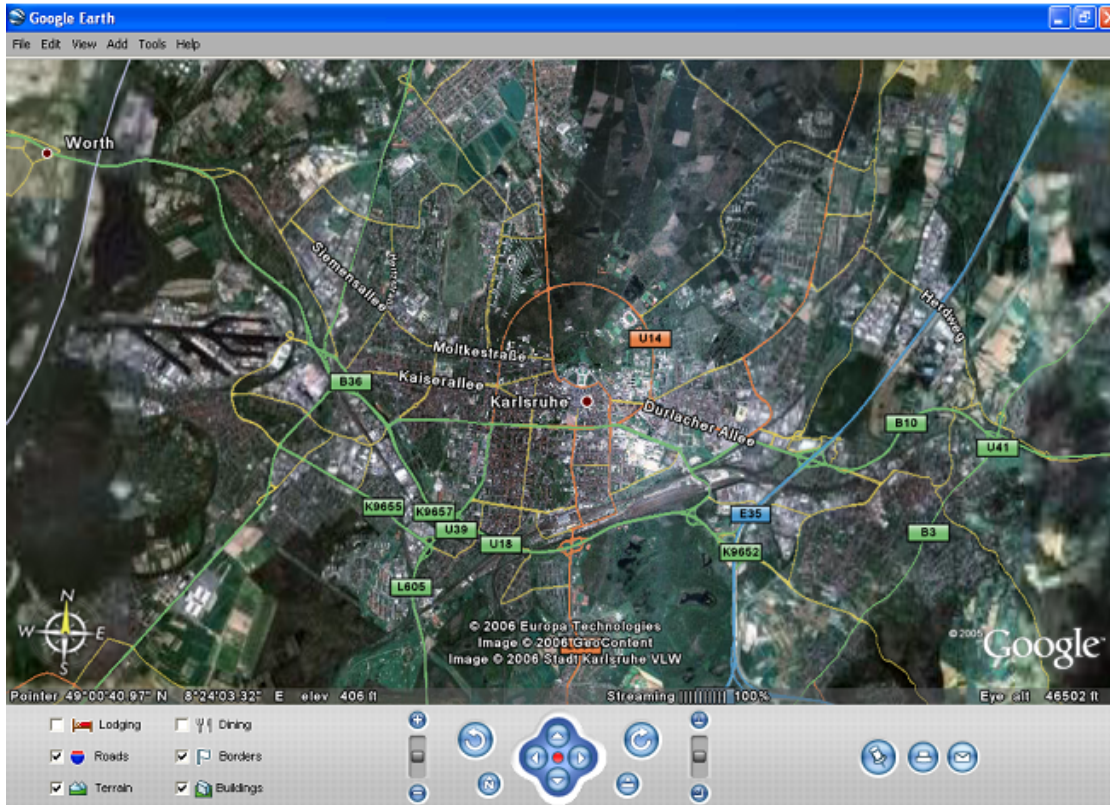 Google Earth
File Edit View Add Tools Help
Worth
Siemensallee
Herdweg
U14
Moltkestraße
B36
Kaiserallee
Karlsruhe
Durlacher Allee
B10
U41
K9655
K9657
E35
U39
B3
U18
K9652
L605
N
W E
S
© 2006 Europa Technologies
Image © 2006 GeoContent
Image © 2006 Stadt Karlsruhe VLW
© 2005 Google
Pointer 49°00'40.97" N 8°24'03.32" E elev 406 ft Streaming 100% Eye alt 46502 ft
Lodging Dining
Roads Borders
Terrain Buildings
N